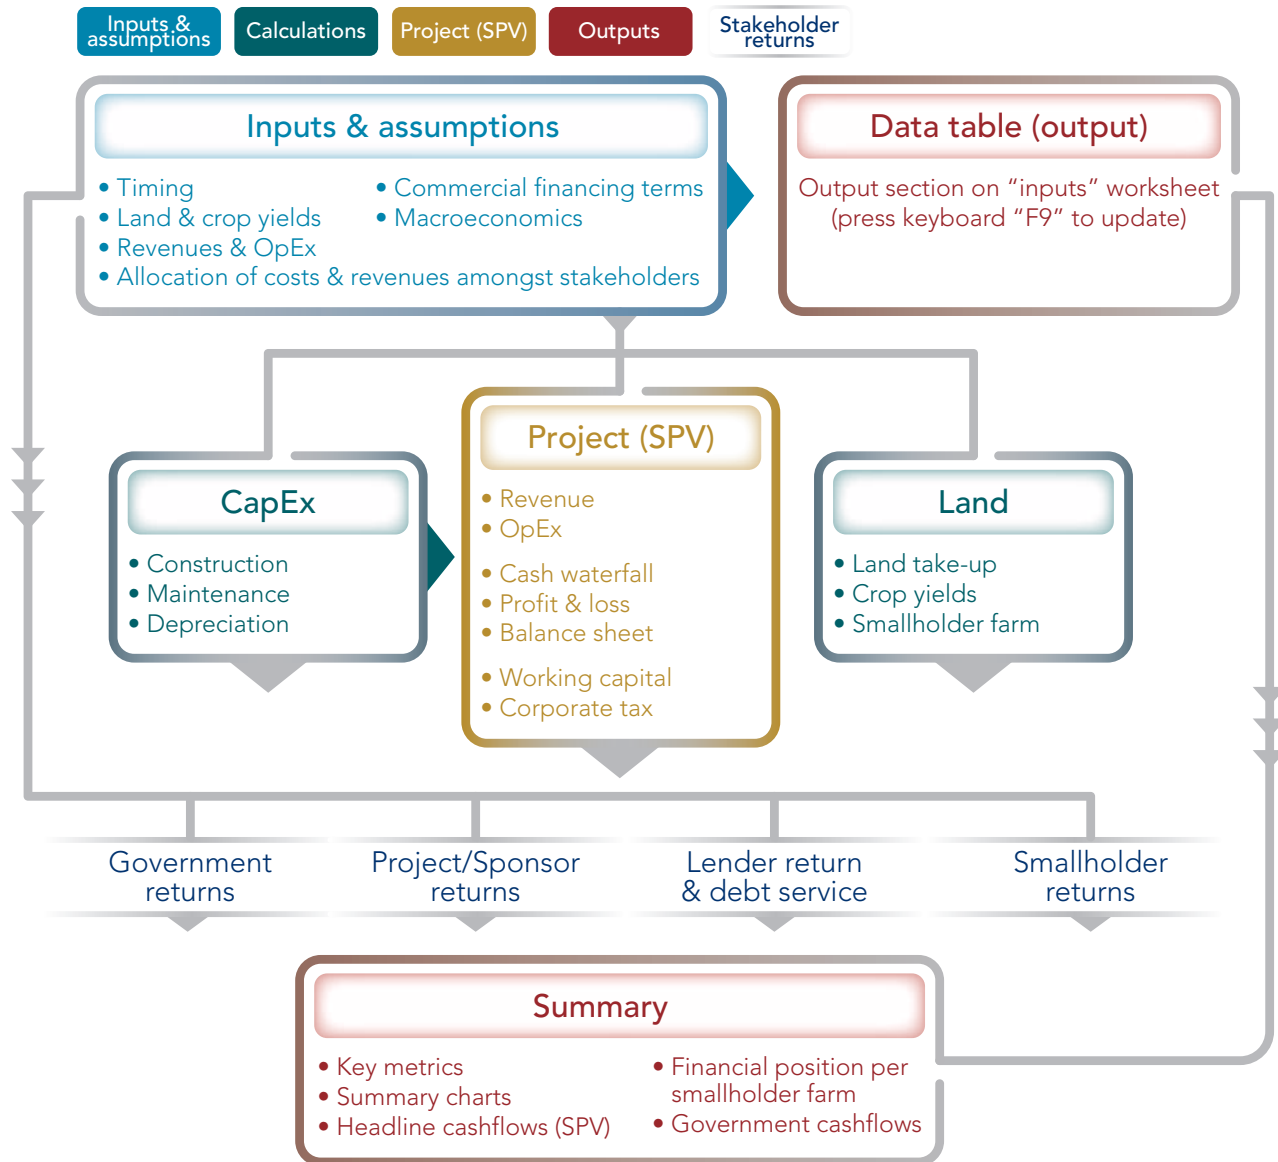 Inputs &
assumptions
Calculations
Project (SPV)
Outputs
Stakeholder
returns
Inputs & assumptions
• Timing
• Land & crop yields
• Revenues & OpEx
• Allocation of costs & revenues amongst stakeholders
• Commercial financing terms
• Macroeconomics
Data table (output)
Output section on “inputs” worksheet
(press keyboard “F9” to update)
CapEx
• Construction
• Maintenance
• Depreciation
Project (SPV)
• Revenue
• OpEx
• Cash waterfall
• Profit & loss
• Balance sheet
• Working capital
• Corporate tax
Land
• Land take-up
• Crop yields
• Smallholder farm
Government
returns
Project/Sponsor
returns
Lender return
& debt service
Smallholder
returns
Summary
• Key metrics
• Summary charts
• Headline cashflows (SPV)
• Financial position per
smallholder farm
• Government cashflows